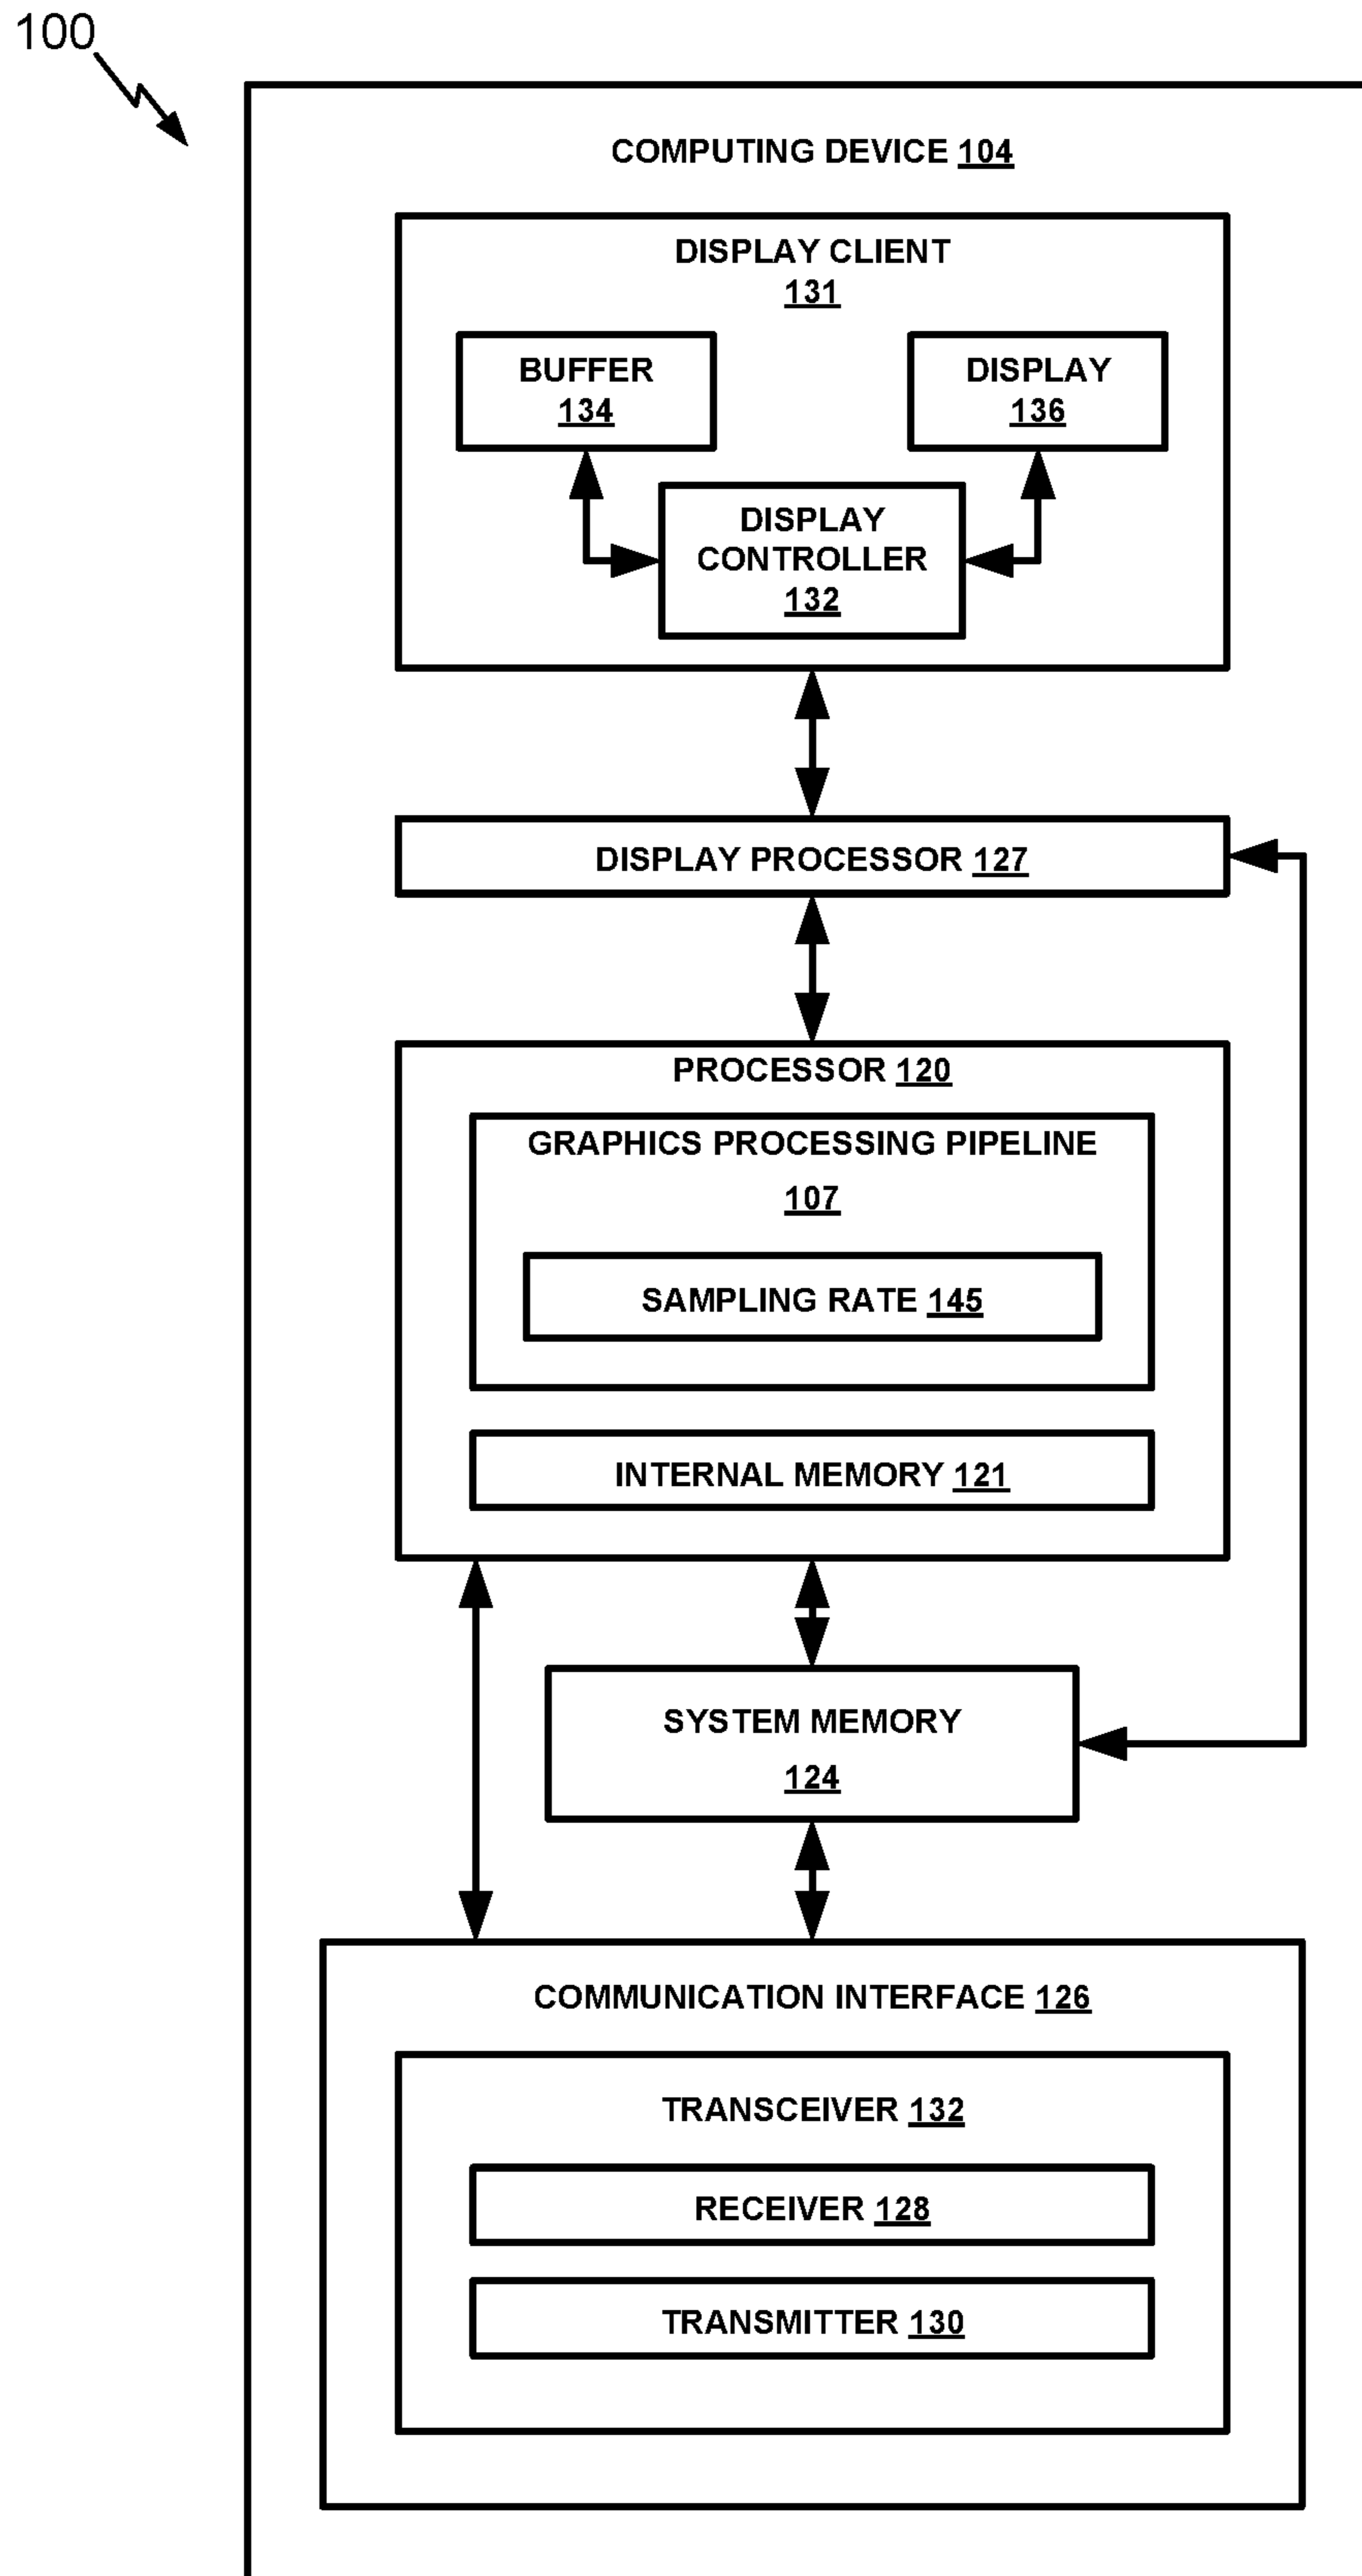 100
COMPUTING DEVICE 104
DISPLAY CLIENT
131
BUFFER
134
DISPLAY
136
DISPLAY
CONTROLLER
132
DISPLAY PROCESSOR 127
PROCESSOR 120
GRAPHICS PROCESSING PIPELINE
107
SAMPLING RATE 145
INTERNAL MEMORY 121
SYSTEM MEMORY
124
COMMUNICATION INTERFACE 126
TRANSCEIVER 132
RECEIVER 128
TRANSMITTER 130